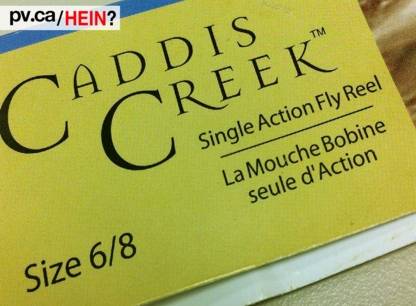 pv.ca/HEIN?
CADDIS
CREEK™
Single Action Fly Reel
La Mouche Bobine
seule d'Action
Size 6/8